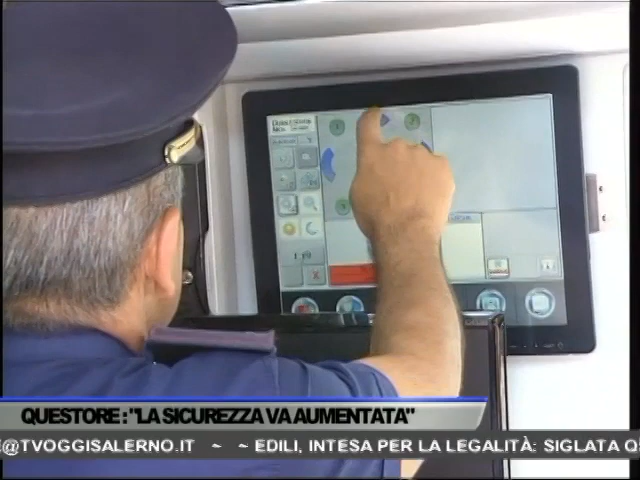 QUESTORE : "LA SICUREZZA VA AUMENTATA"
@TVOGGISALERNO.IT ~ ~ EDILI, INTESA PER LA LEGALITÀ: SIGLATA